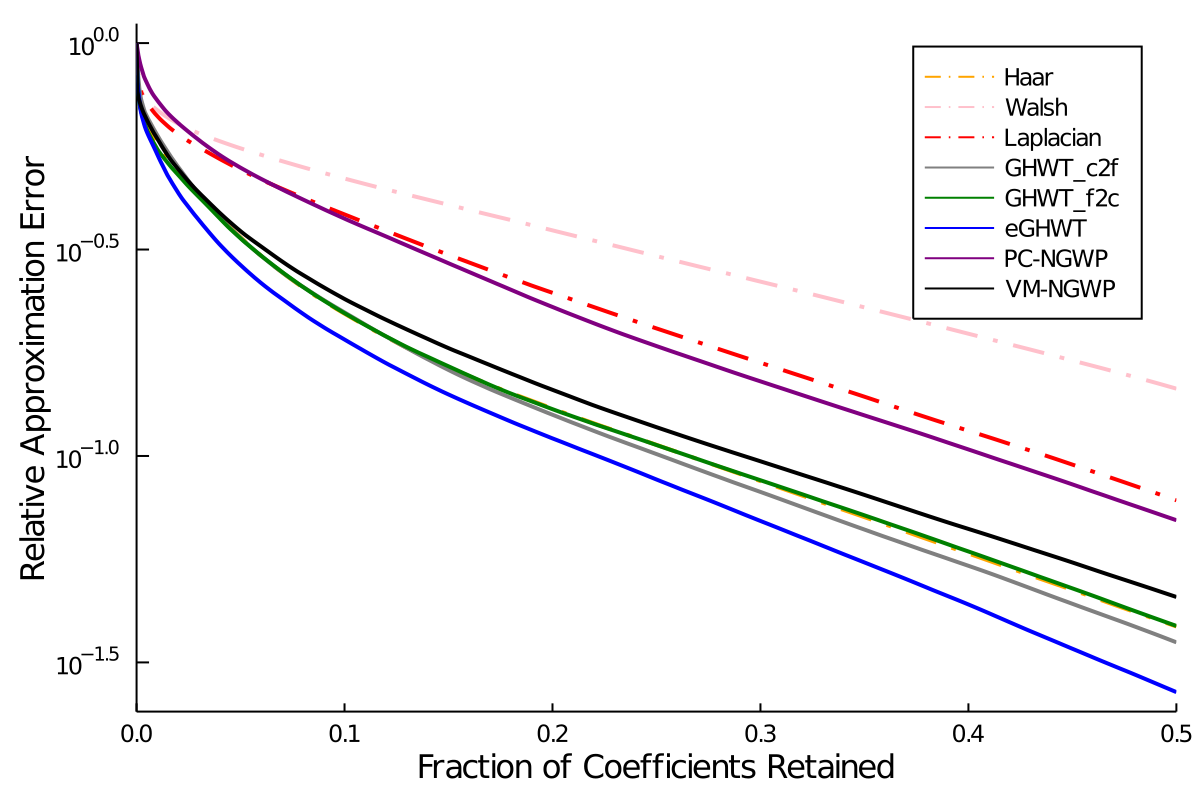 Relative Approximation Error
10^0.0
10^−0.5
10^−1.0
10^−1.5
Haar
Walsh
Laplacian
GHWT_c2f
GHWT_f2c
eGHWT
PC-NGWP
VM-NGWP
0.0 0.1 0.2 0.3 0.4 0.5
Fraction of Coefficients Retained